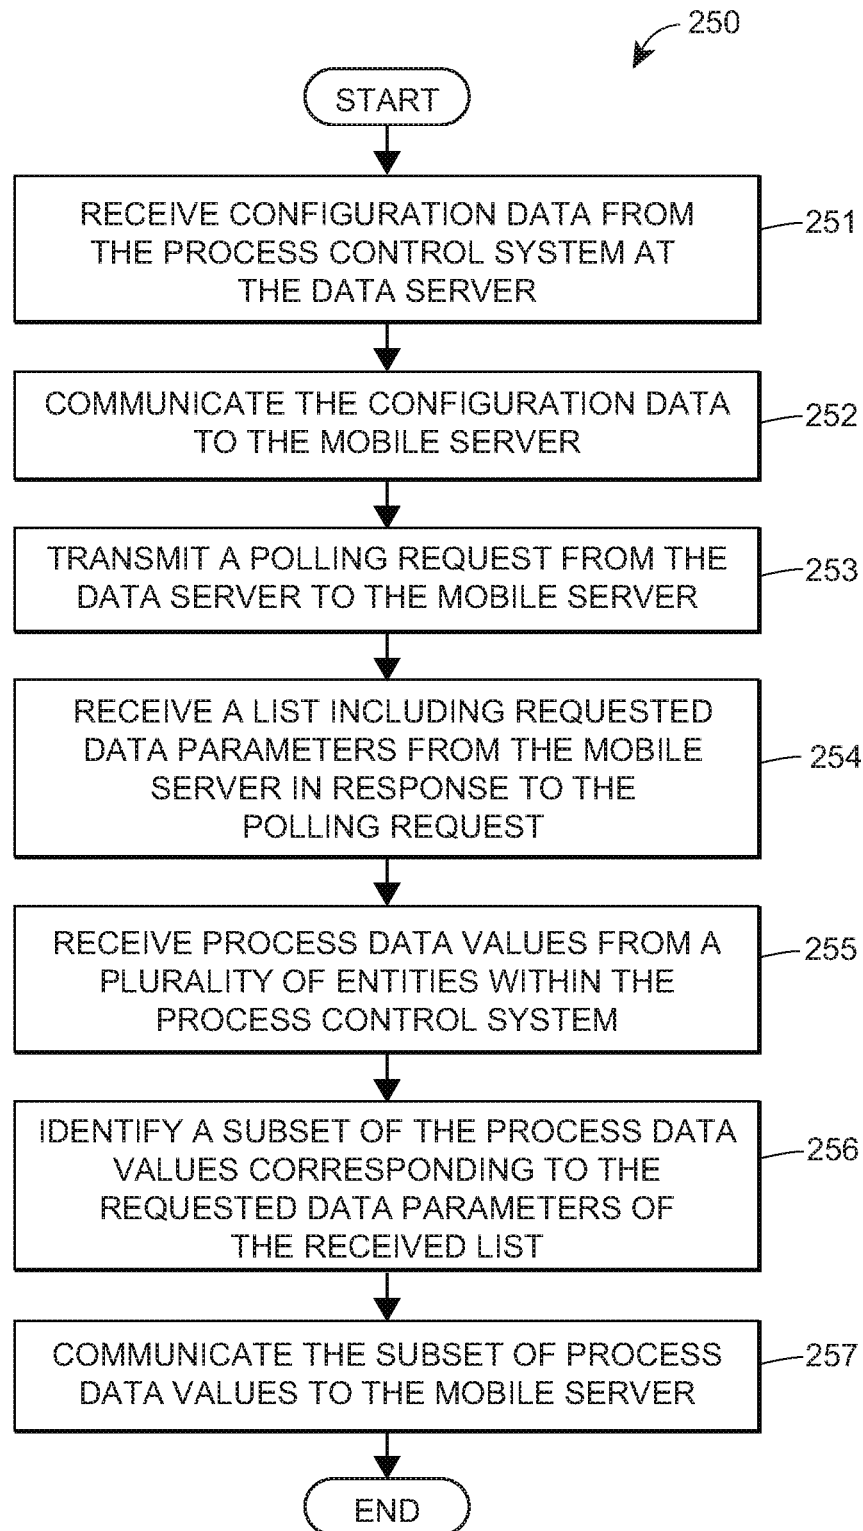 250
START
RECEIVE CONFIGURATION DATA FROM
THE PROCESS CONTROL SYSTEM AT
THE DATA SERVER
251
COMMUNICATE THE CONFIGURATION DATA
TO THE MOBILE SERVER
252
TRANSMIT A POLLING REQUEST FROM THE
DATA SERVER TO THE MOBILE SERVER
253
RECEIVE A LIST INCLUDING REQUESTED
DATA PARAMETERS FROM THE MOBILE
SERVER IN RESPONSE TO THE
POLLING REQUEST
254
RECEIVE PROCESS DATA VALUES FROM A
PLURALITY OF ENTITIES WITHIN THE
PROCESS CONTROL SYSTEM
255
IDENTIFY A SUBSET OF THE PROCESS DATA
VALUES CORRESPONDING TO THE
REQUESTED DATA PARAMETERS OF
THE RECEIVED LIST
256
COMMUNICATE THE SUBSET OF PROCESS
DATA VALUES TO THE MOBILE SERVER
257
END